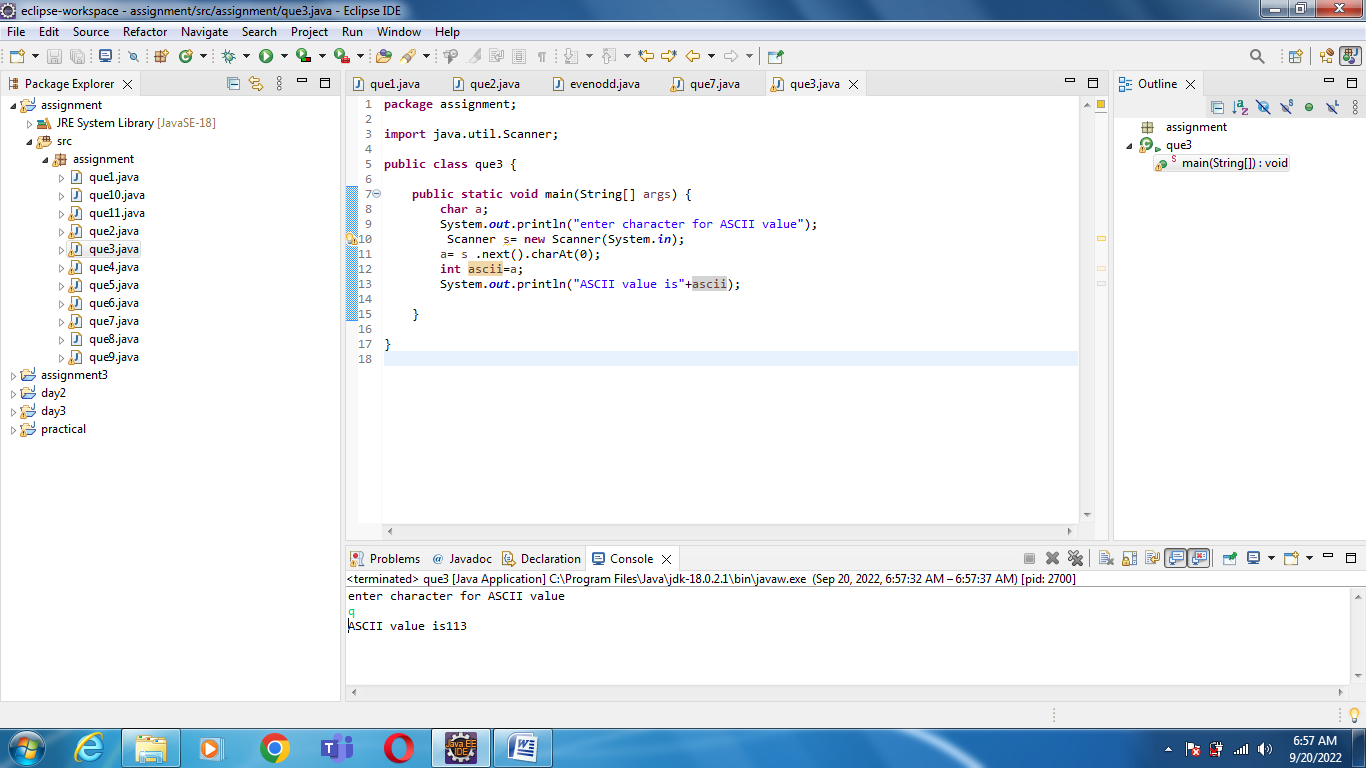 eclipse-workspace - assignment/src/assignment/que3.java - Eclipse IDE
File Edit Source Refactor Navigate Search Project Run Window Help
Package Explorer
assignment
JRE System Library [JavaSE-18]
src
assignment
que1.java
que10.java
que11.java
que2.java
que3.java
que4.java
que5.java
que6.java
que7.java
que8.java
que9.java
assignment3
day2
day3
practical
que1.java que2.java evenodd.java que7.java que3.java
1 package assignment;
2
3 import java.util.Scanner;
4
5 public class que3 {
6
7 public static void main(String[] args) {
8 char a;
9 System.out.println("enter character for ASCII value");
10 Scanner s= new Scanner(System.in);
11 a= s .next().charAt(0);
12 int ascii=a;
13 System.out.println("ASCII value is"+ascii);
14
15 }
16
17 }
18
Outline
assignment
que3
main(String[]) : void
Problems Javadoc Declaration Console
<terminated> que3 [Java Application] C:\Program Files\Java\jdk-18.0.2.1\bin\javaw.exe (Sep 20, 2022, 6:57:32 AM – 6:57:37 AM) [pid: 2700]
enter character for ASCII value
q
ASCII value is113
Java EE
IDE
6:57 AM
9/20/2022